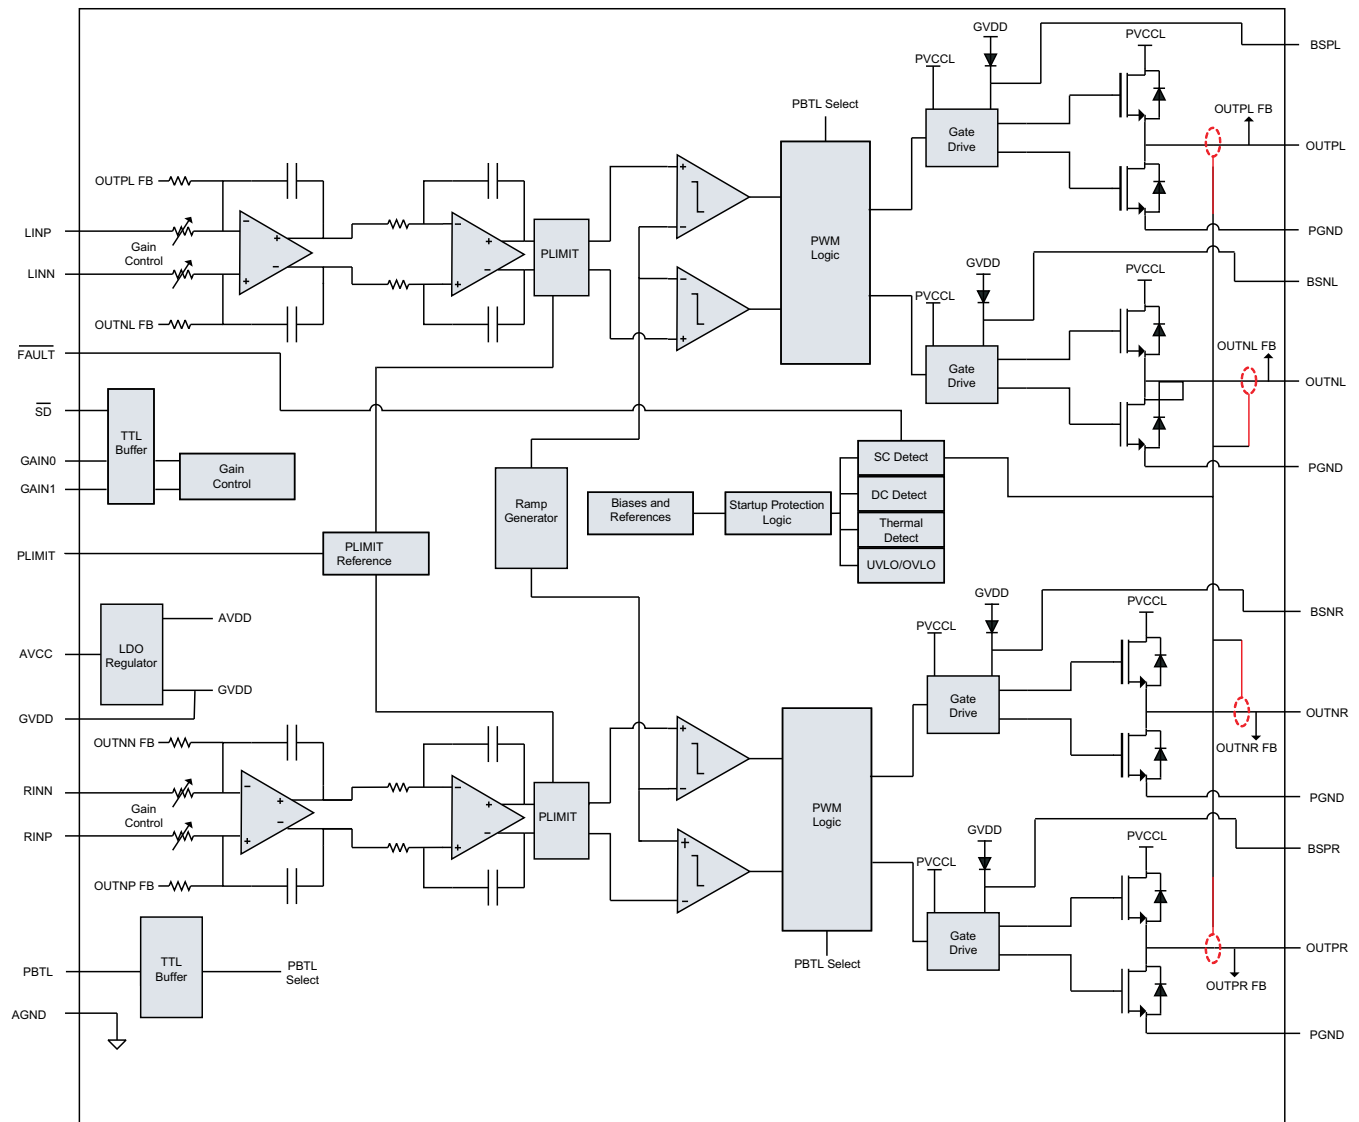 GVDD
PVCCL
BSPL
PVCCL
PBTL Select
OUTPL FB
Gate
Drive
OUTPL
OUTPL FB
LINP
Gain
Control
PLIMIT
PWM
Logic
PGND
LINN
GVDD
PVCCL
BSNL
PVCCL
OUTNL FB
OUTNL FB
FAULT
Gate
Drive
OUTNL
SD
TTL
Buffer
GAIN0
GAIN1
Gain
Control
SC Detect
PGND
Ramp
Generator
Biases and
References
Startup Protection
Logic
DC Detect
Thermal
Detect
UVLO/OVLO
PLIMIT
PLIMIT
Reference
GVDD
PVCCL
BSNR
AVDD
PVCCL
AVCC
LDO
Regulator
GVDD
GVDD
Gate
Drive
OUTNR
OUTNN FB
OUTNR FB
RINN
Gain
Control
RINP
PLIMIT
PWM
Logic
PGND
GVDD
PVCCL
BSPR
PVCCL
OUTNP FB
Gate
Drive
OUTPR
PBTL
TTL
Buffer
PBTL
Select
PBTL Select
OUTPR FB
AGND
PGND